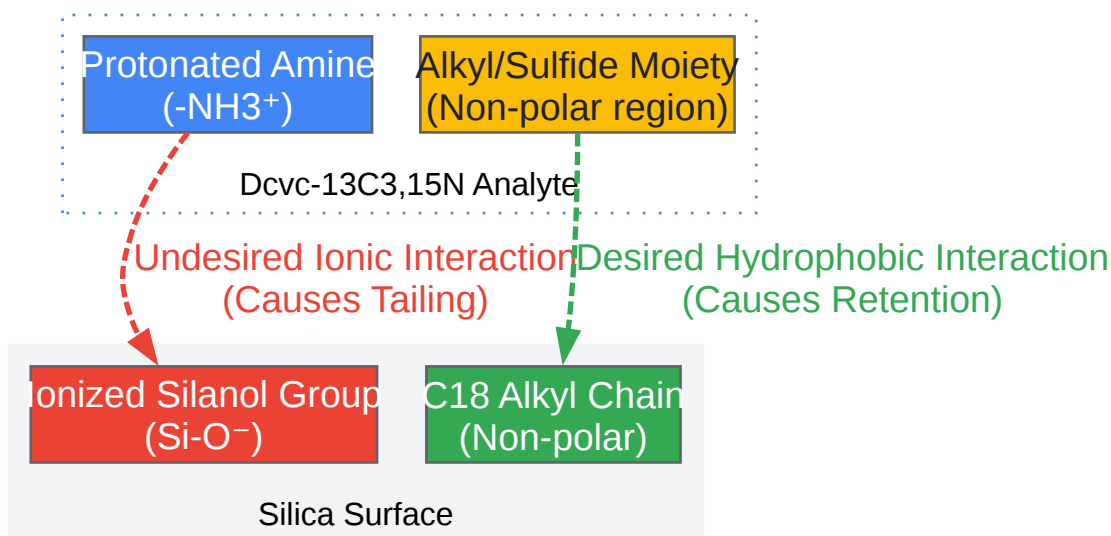 Protonated Amine
(-NH3⁺)
Alkyl/Sulfide Moiety
(Non-polar region)
Dcvc-13C3,15N Analyte
Undesired Ionic Interaction
(Causes Tailing)
Desired Hydrophobic Interaction
(Causes Retention)
Ionized Silanol Group
(Si-O⁻)
C18 Alkyl Chain
(Non-polar)
Silica Surface